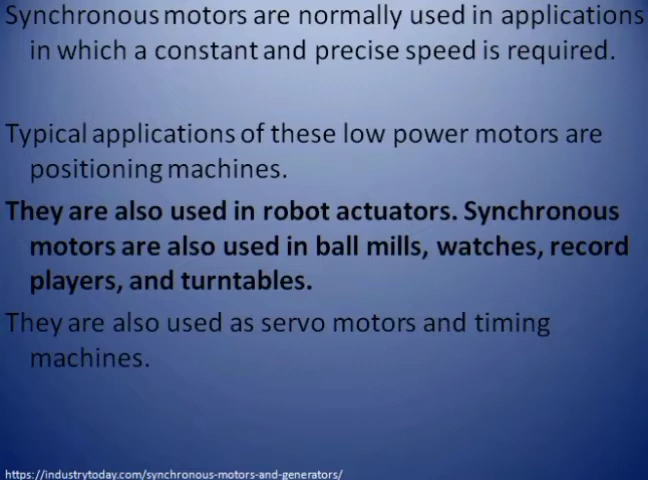 Synchronous motors are normally used in applications
in which a constant and precise speed is required.
Typical applications of these low power motors are
positioning machines.
They are also used in robot actuators. Synchronous
motors are also used in ball mills, watches, record
players, and turntables.
They are also used as servo motors and timing
machines.
https://industrytoday.com/synchronous-motors-and-generators/